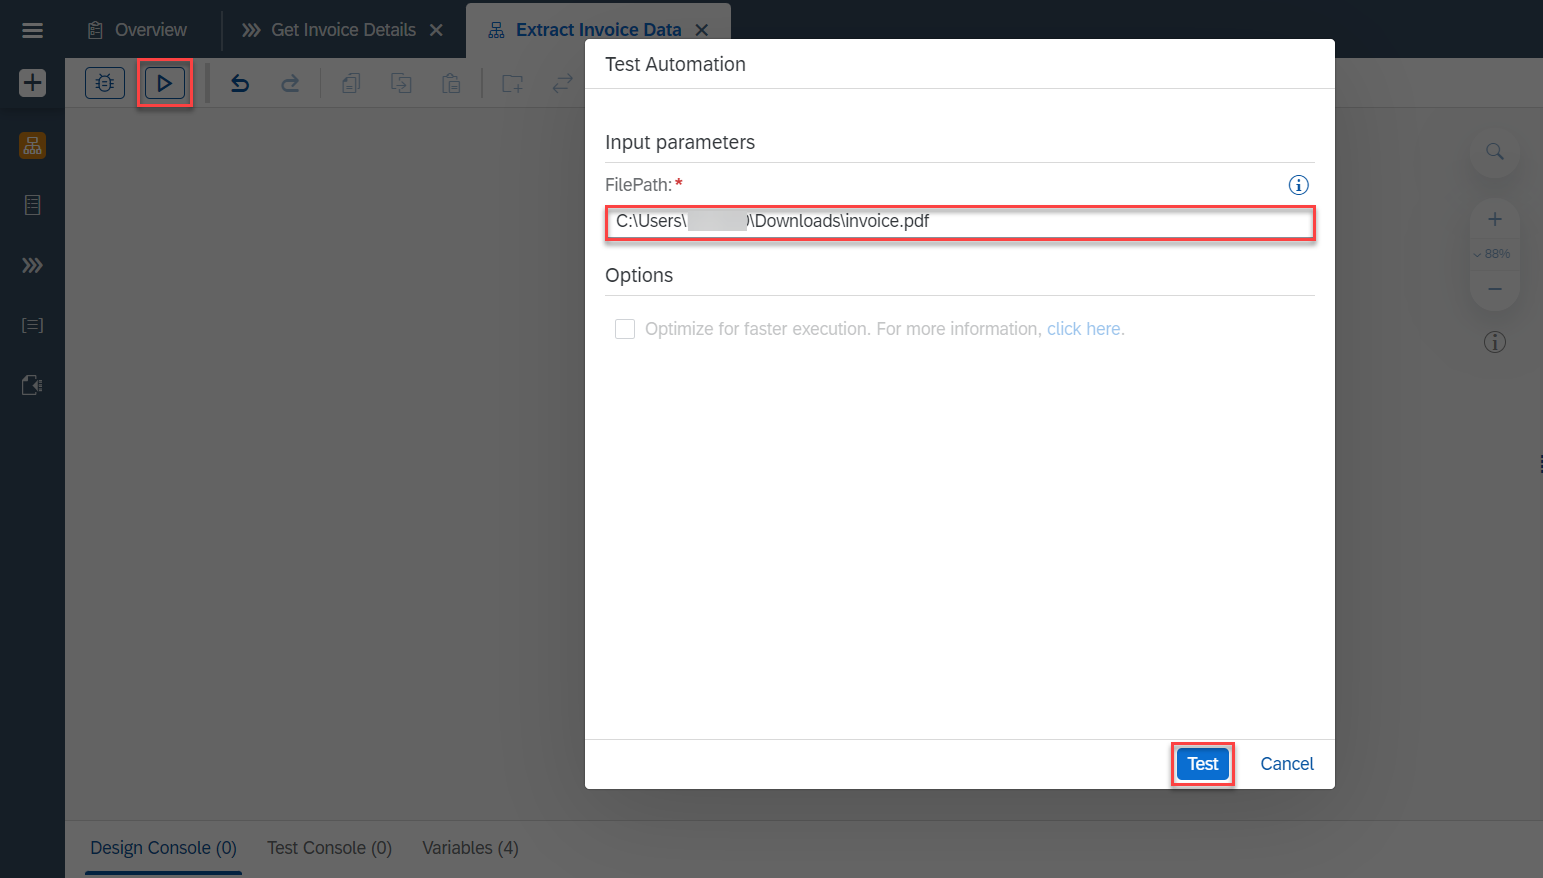 Overview
Get Invoice Details
Extract Invoice Data
Test Automation
Input parameters
FilePath:*
C:\Users\ \Downloads\invoice.pdf
88%
Options
Optimize for faster execution. For more information, click here.
Test
Cancel
Design Console (0)
Test Console (0)
Variables (4)